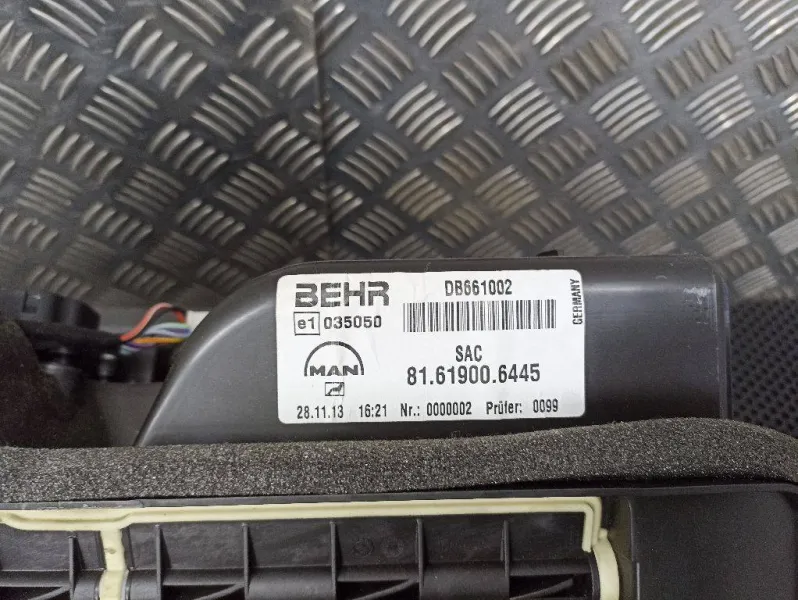 BEHR DB661002
e1 035050
SAC
MAN 81.61900.6445
28.11.13 16:21 Nr.: 0000002 Prüfer: 0099
GERMANY